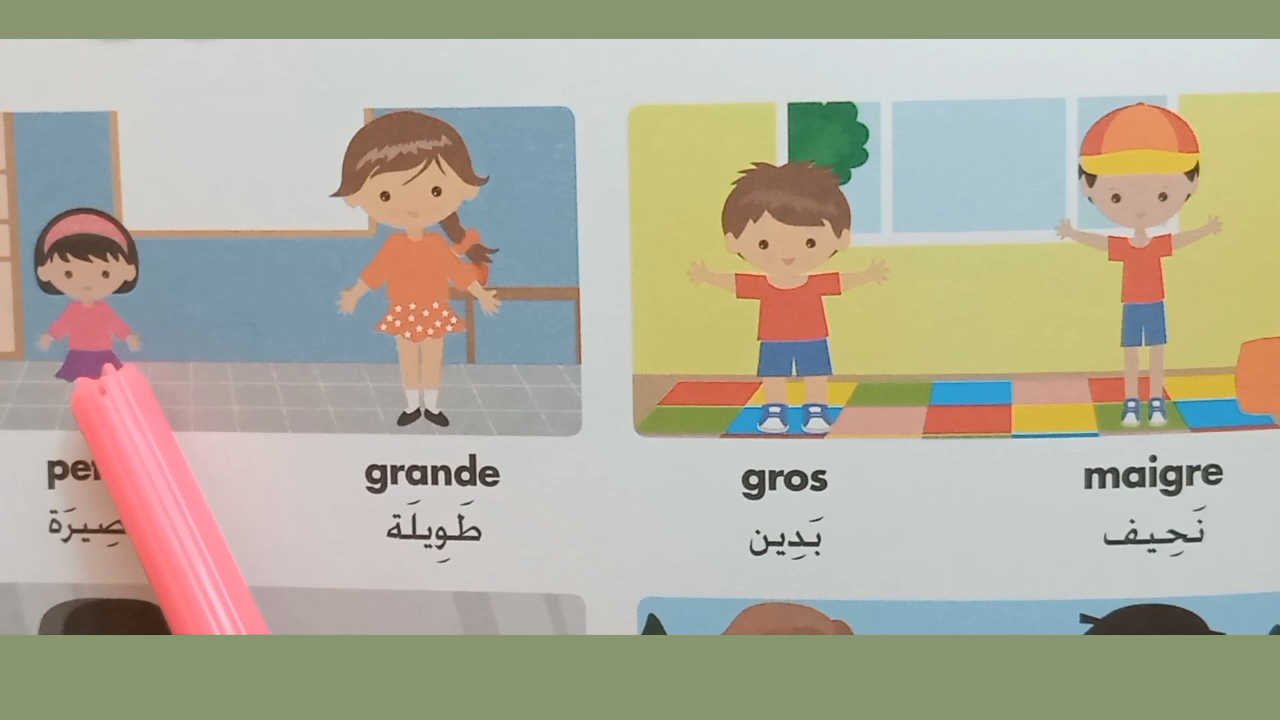 grande
طَوِيلَة
gros
بَدِين
maigre
نَحِيف